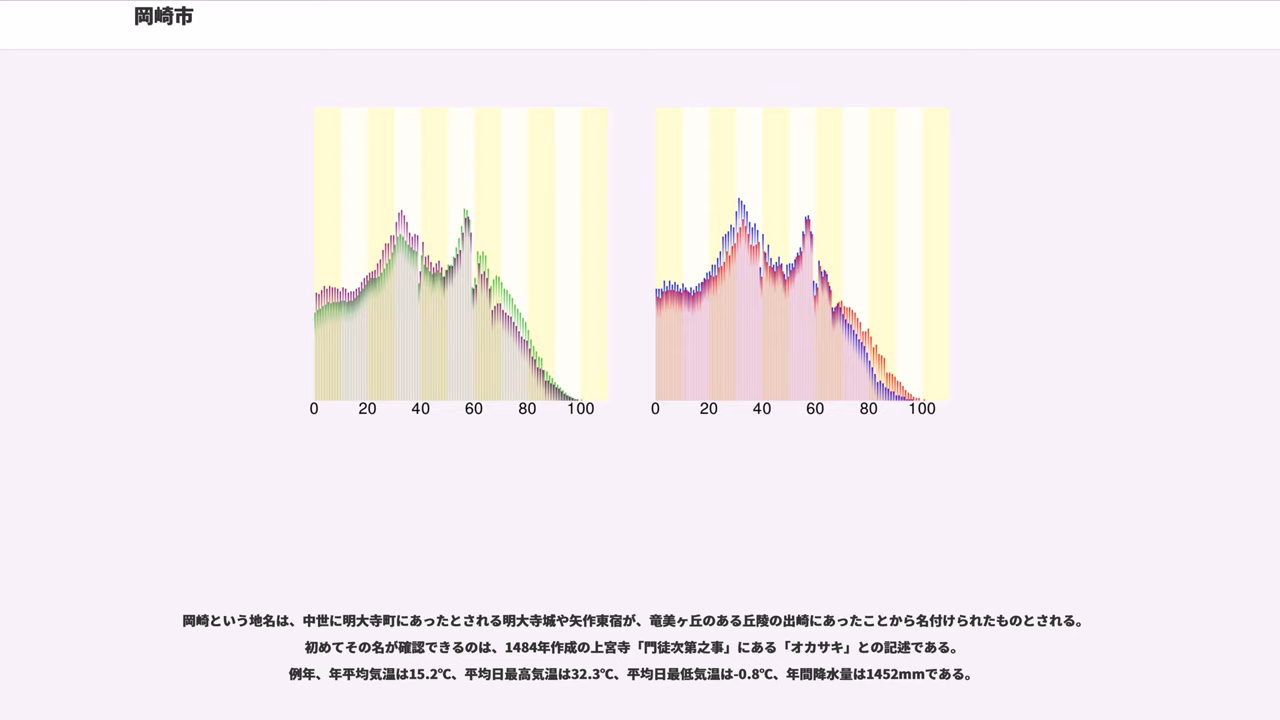 岡崎市
0 20 40 60 80 100
0 20 40 60 80 100
岡崎という地名は、中世に明大寺町にあったとされる明大寺城や矢作東宿が、竜美ヶ丘のある丘陵の出崎にあったことから名付けられたものとされる。
初めてその名が確認できるのは、1484年作成の上宮寺「門徒次第之事」にある「オカサキ」との記述である。
例年、年平均気温は15.2℃、平均日最高気温は32.3℃、平均日最低気温は-0.8℃、年間降水量は1452mmである。